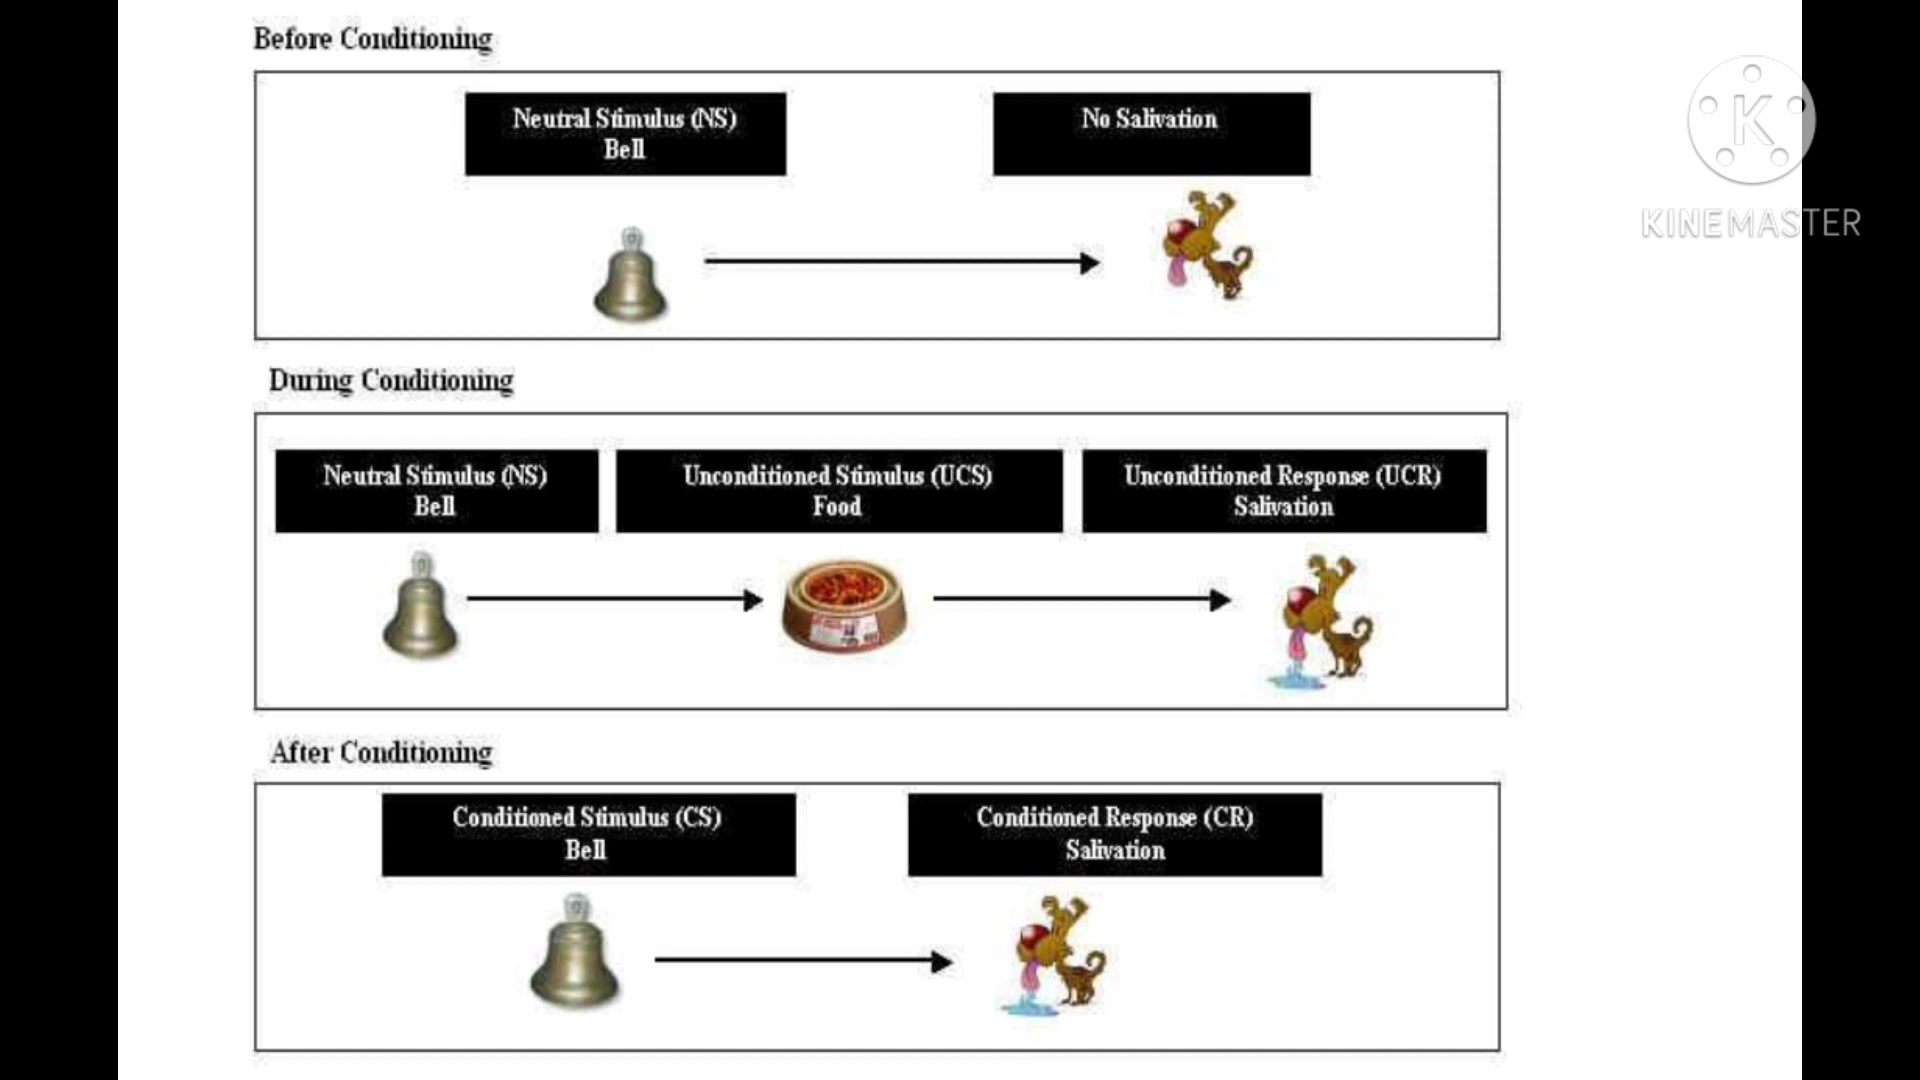 Before Conditioning
Neutral Stimulus (NS)
Bell
No Salivation
K
KINEMASTER
During Conditioning
Neutral Stimulus (NS)
Bell
Unconditioned Stimulus (UCS)
Food
Unconditioned Response (UCR)
Salivation
After Conditioning
Conditioned Stimulus (CS)
Bell
Conditioned Response (CR)
Salivation